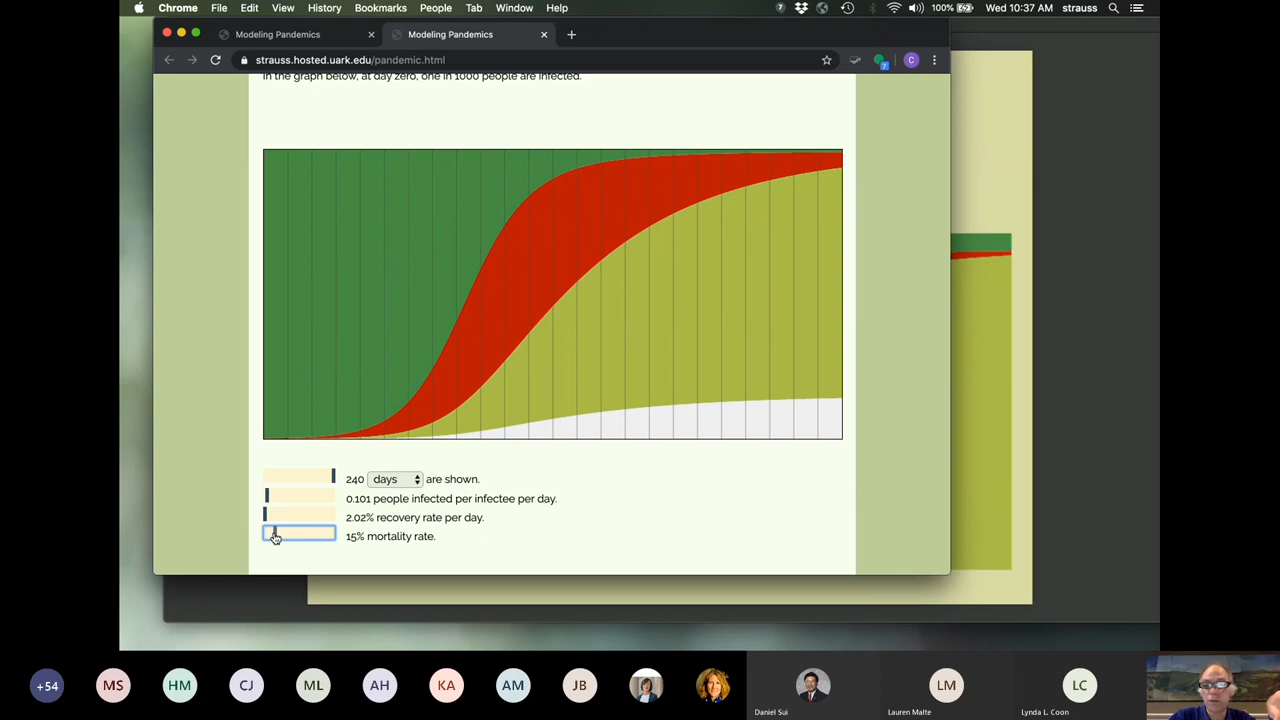 Chrome File Edit View History Bookmarks People Tab Window Help 100% Wed 10:37 AM strauss
Modeling Pandemics Modeling Pandemics
strauss.hosted.uark.edu/pandemic.html C
In the graph below, at day zero, one in 1000 people are infected.
240 days are shown.
0.101 people infected per infectee per day.
2.02% recovery rate per day.
15% mortality rate.
+54 MS HM CJ ML AH KA AM JB LM LC
Daniel Sui Lauren Malte Lynda L. Coon